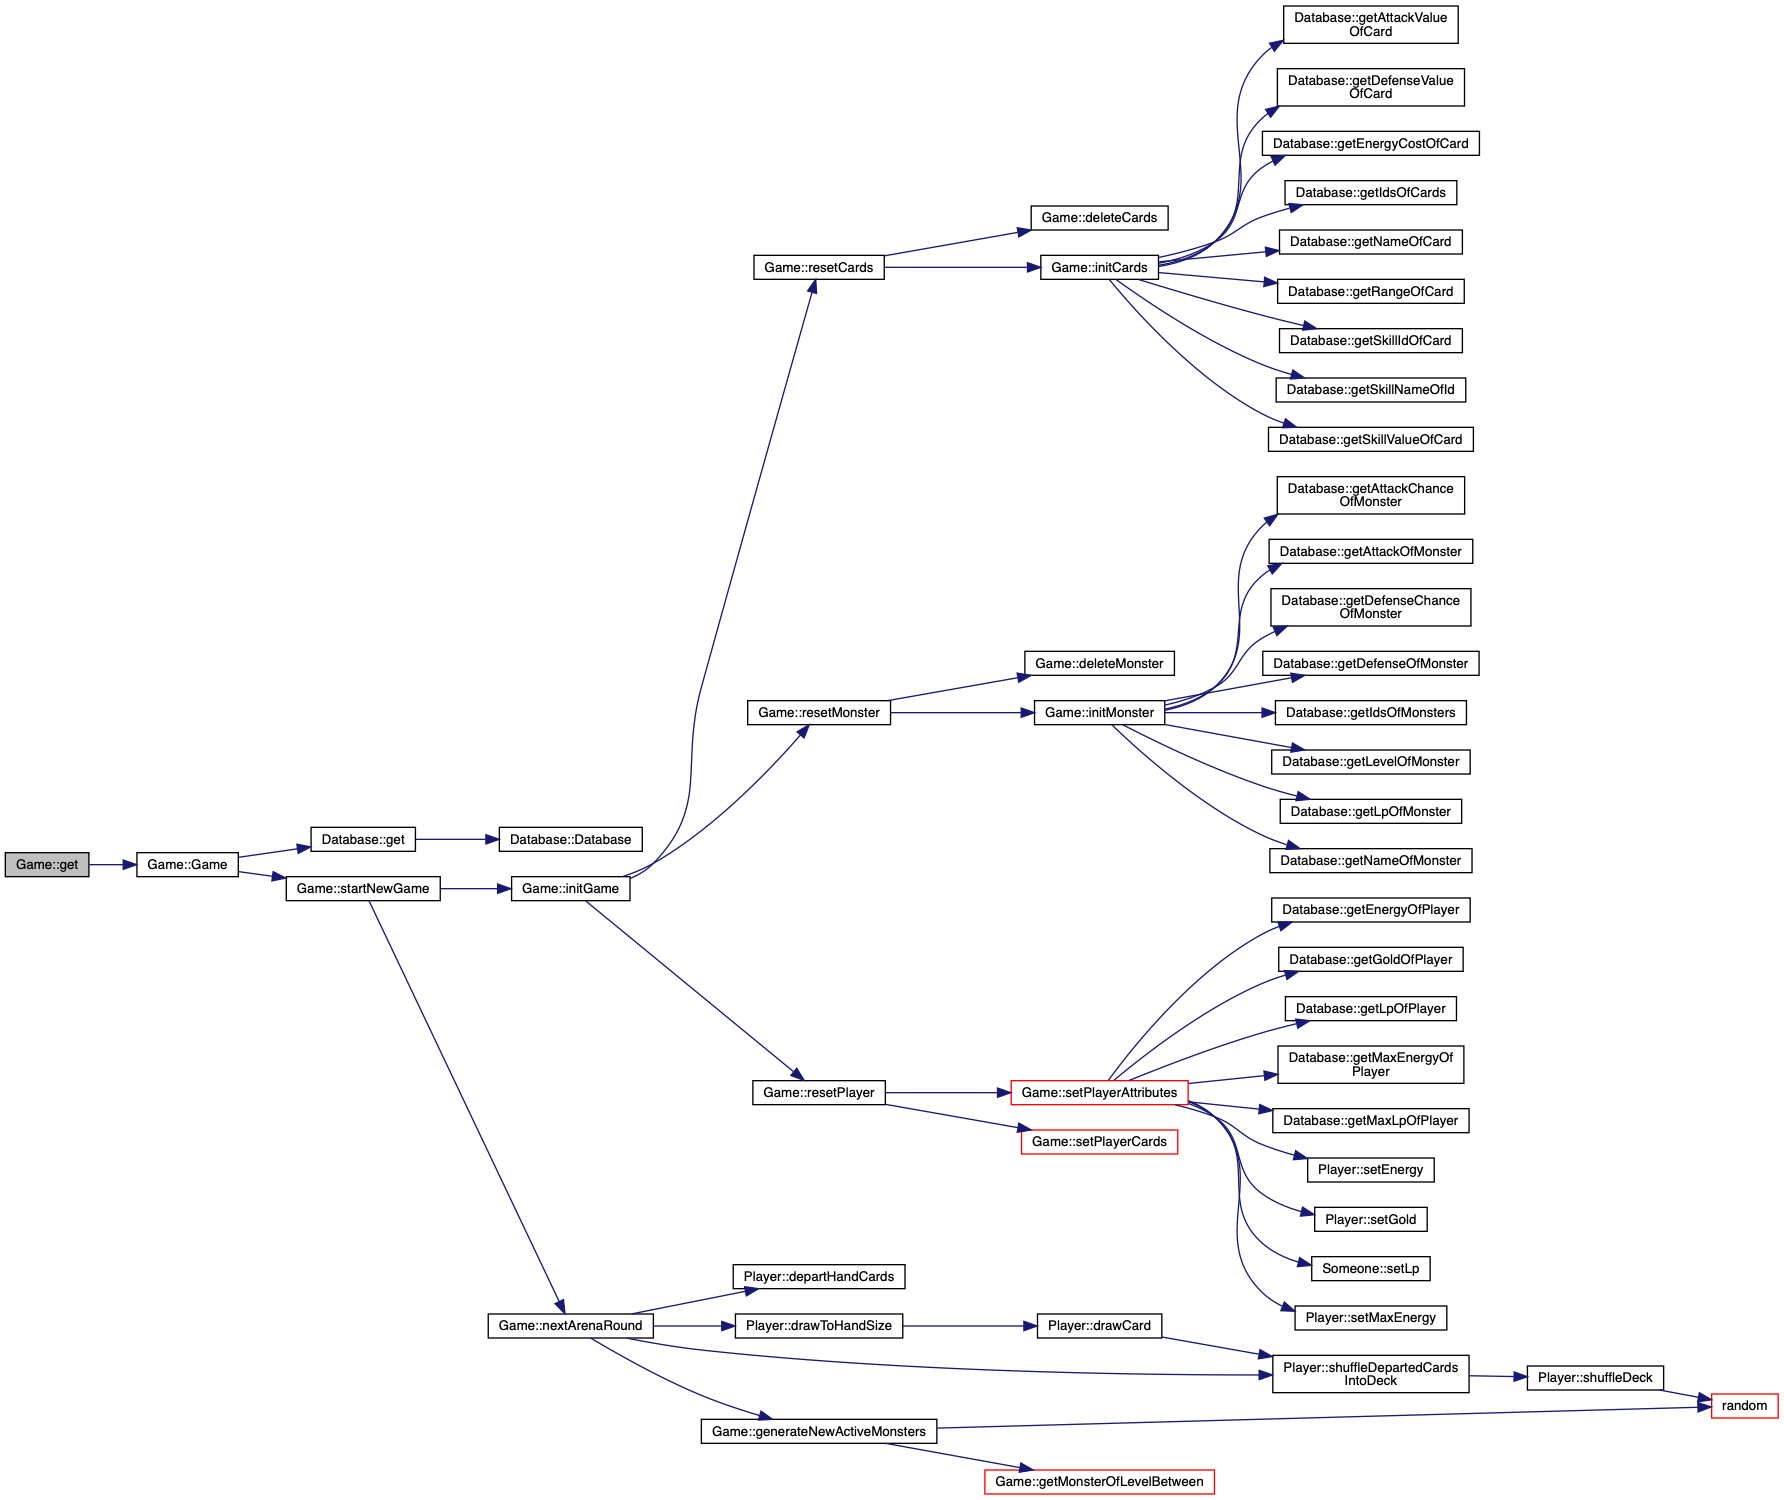 Database::getAttackValue
OfCard
Database::getDefenseValue
OfCard
Database::getEnergyCostOfCard
Database::getIdsOfCards
Game::deleteCards
Database::getNameOfCard
Game::resetCards
Game::initCards
Database::getRangeOfCard
Database::getSkillIdOfCard
Database::getSkillNameOfId
Database::getSkillValueOfCard
Database::getAttackChance
OfMonster
Database::getAttackOfMonster
Database::getDefenseChance
OfMonster
Game::deleteMonster
Database::getDefenseOfMonster
Game::resetMonster
Game::initMonster
Database::getIdsOfMonsters
Database::getLevelOfMonster
Database::getLpOfMonster
Database::get
Database::Database
Database::getNameOfMonster
Game::get
Game::Game
Game::startNewGame
Game::initGame
Database::getEnergyOfPlayer
Database::getGoldOfPlayer
Database::getLpOfPlayer
Database::getMaxEnergyOf
Player
Game::resetPlayer
Game::setPlayerAttributes
Database::getMaxLpOfPlayer
Game::setPlayerCards
Player::setEnergy
Player::setGold
Someone::setLp
Player::departHandCards
Player::setMaxEnergy
Game::nextArenaRound
Player::drawToHandSize
Player::drawCard
Player::shuffleDepartedCards
IntoDeck
Player::shuffleDeck
random
Game::generateNewActiveMonsters
Game::getMonsterOfLevelBetween